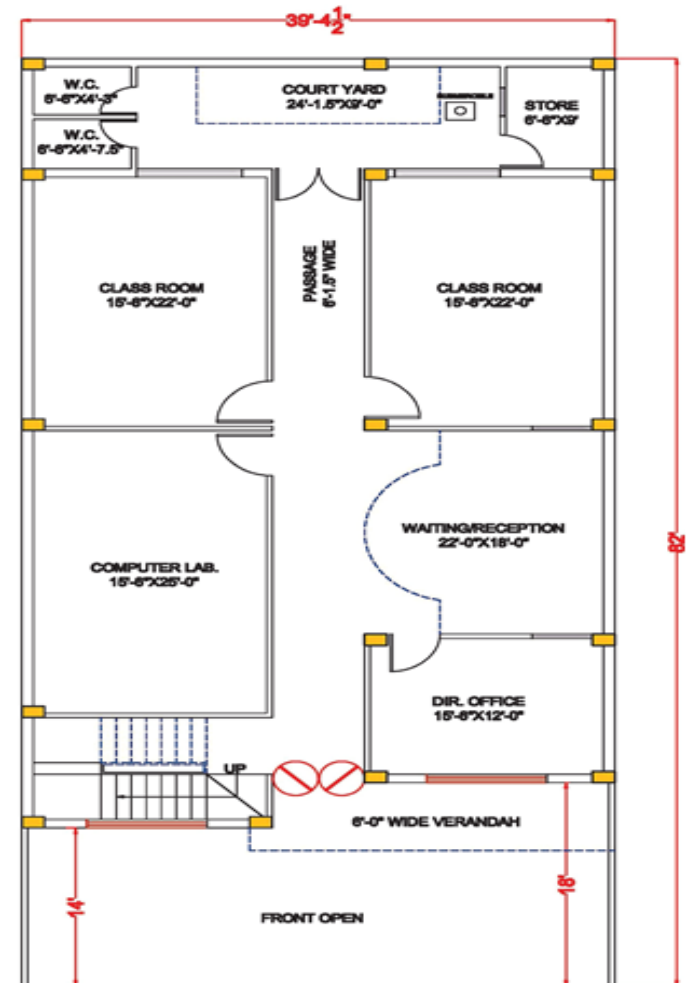 39'-4½"
W.C.
6'-6"X4'-3"
COURT YARD
24'-1.5"X9'-0"
SUBMERSIBLE
STORE
6'-6"X9'
W.C.
6'-6"X4'-7.5"
PASSAGE
6'-1.5" WIDE
CLASS ROOM
15'-6"X22'-0"
CLASS ROOM
15'-6"X22'-0"
WAITING/RECEPTION
22'-0"X18'-0"
82'
COMPUTER LAB.
15'-6"X25'-0"
DIR. OFFICE
15'-6"X12'-0"
UP
6'-0" WIDE VERANDAH
14'
18'
FRONT OPEN